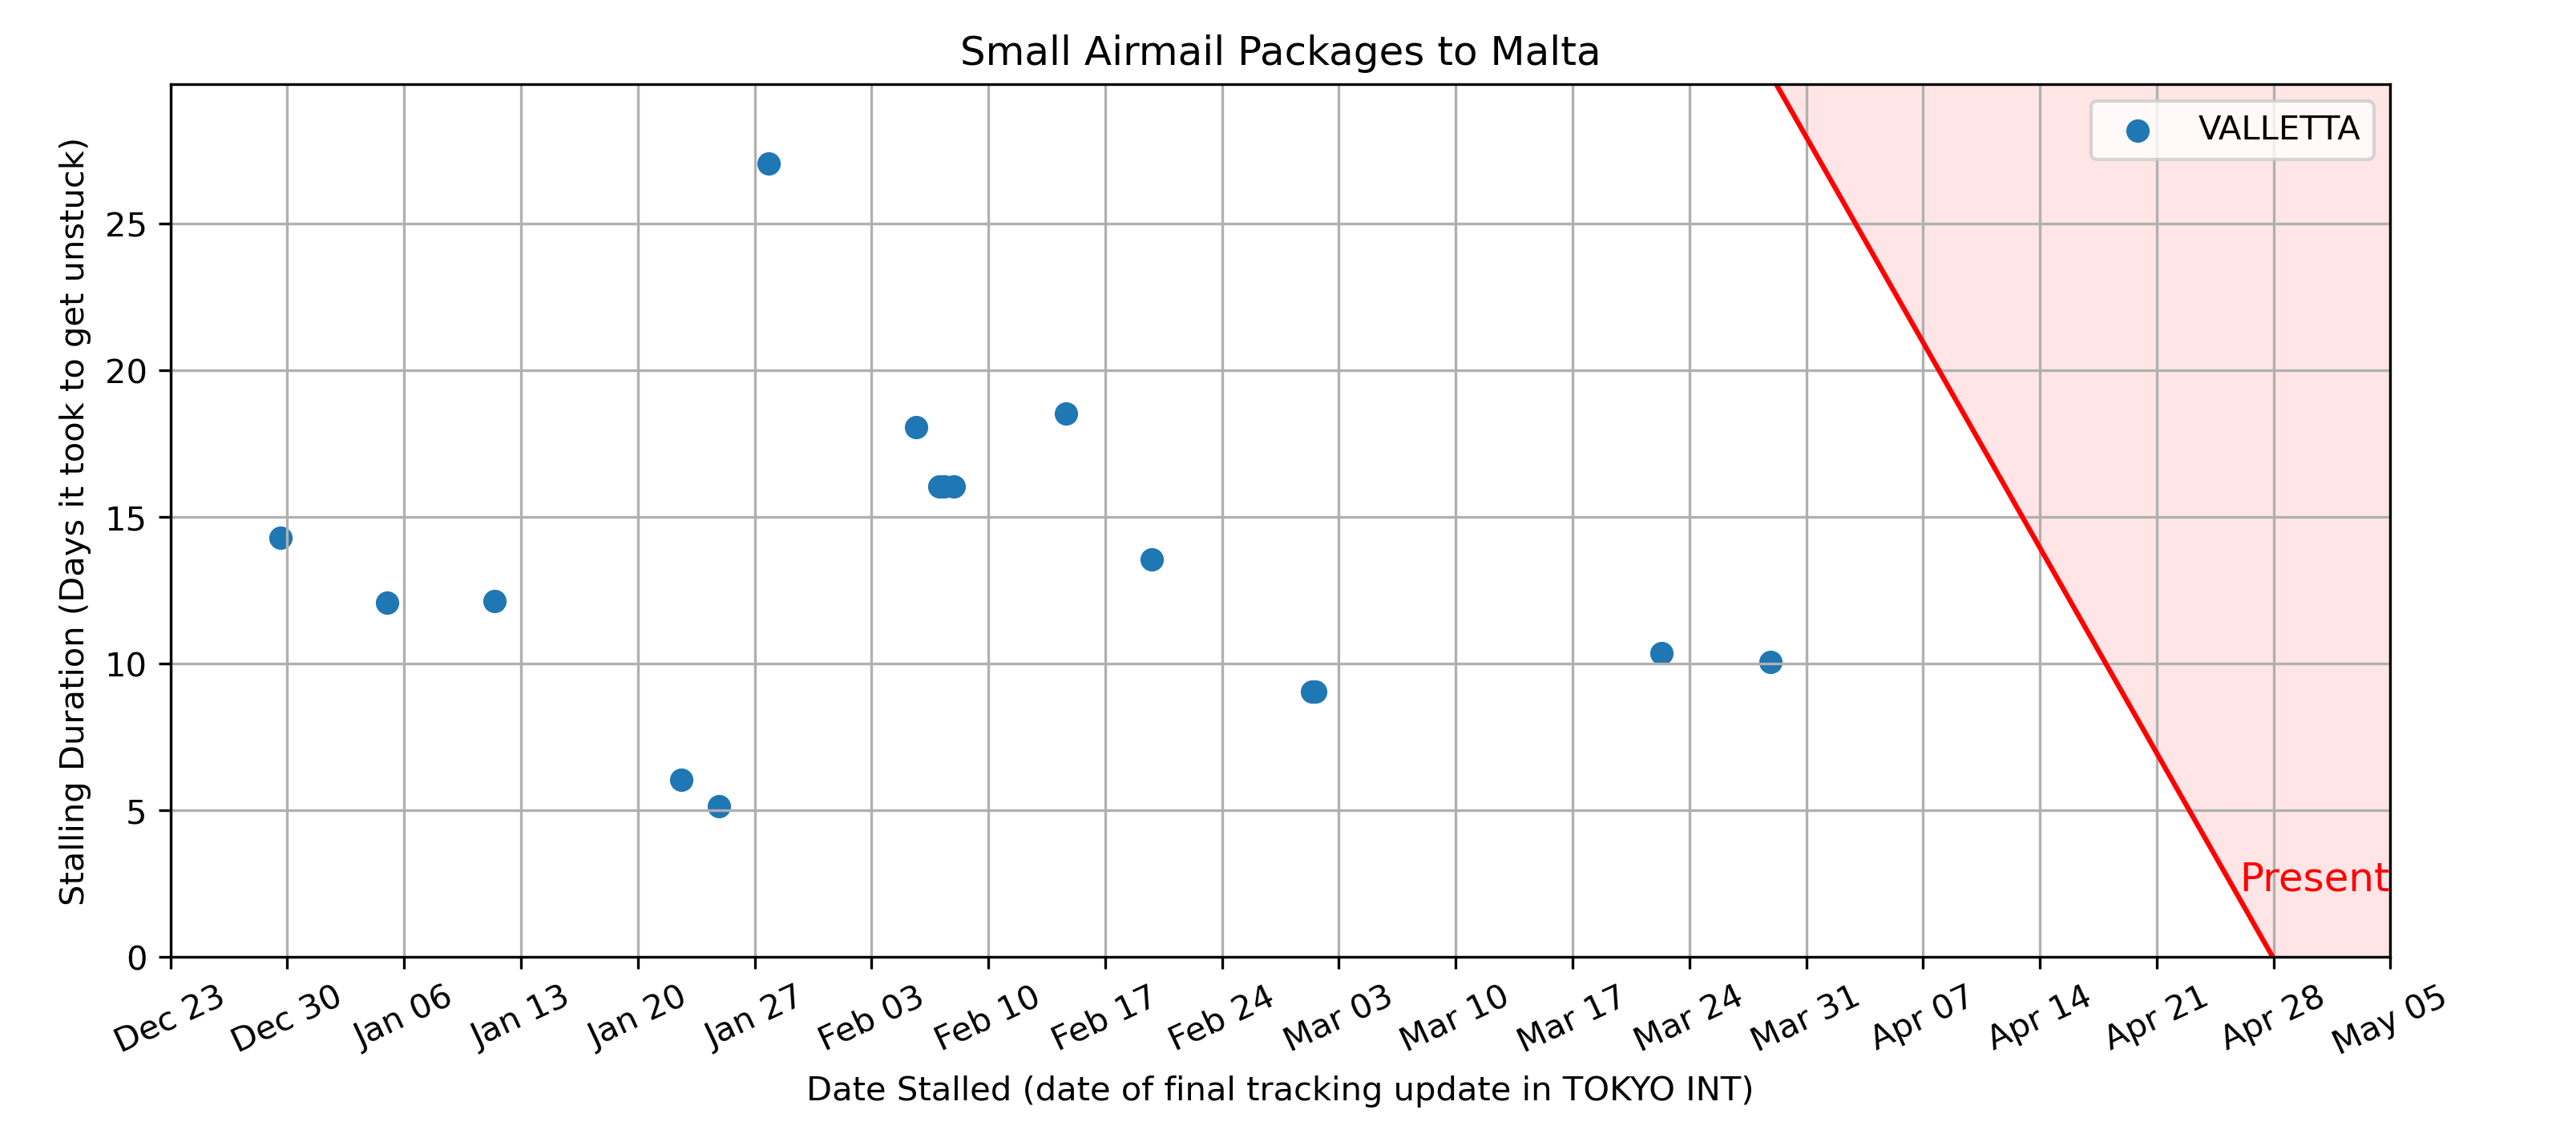 Small Airmail Packages to Malta
VALLETTA
Stalling Duration (Days it took to get unstuck)
25
20
15
10
5
0
Present
Dec 23
Dec 30
Jan 06
Jan 13
Jan 20
Jan 27
Feb 03
Feb 10
Feb 17
Feb 24
Mar 03
Mar 10
Mar 17
Mar 24
Mar 31
Apr 07
Apr 14
Apr 21
Apr 28
May 05
Date Stalled (date of final tracking update in TOKYO INT)